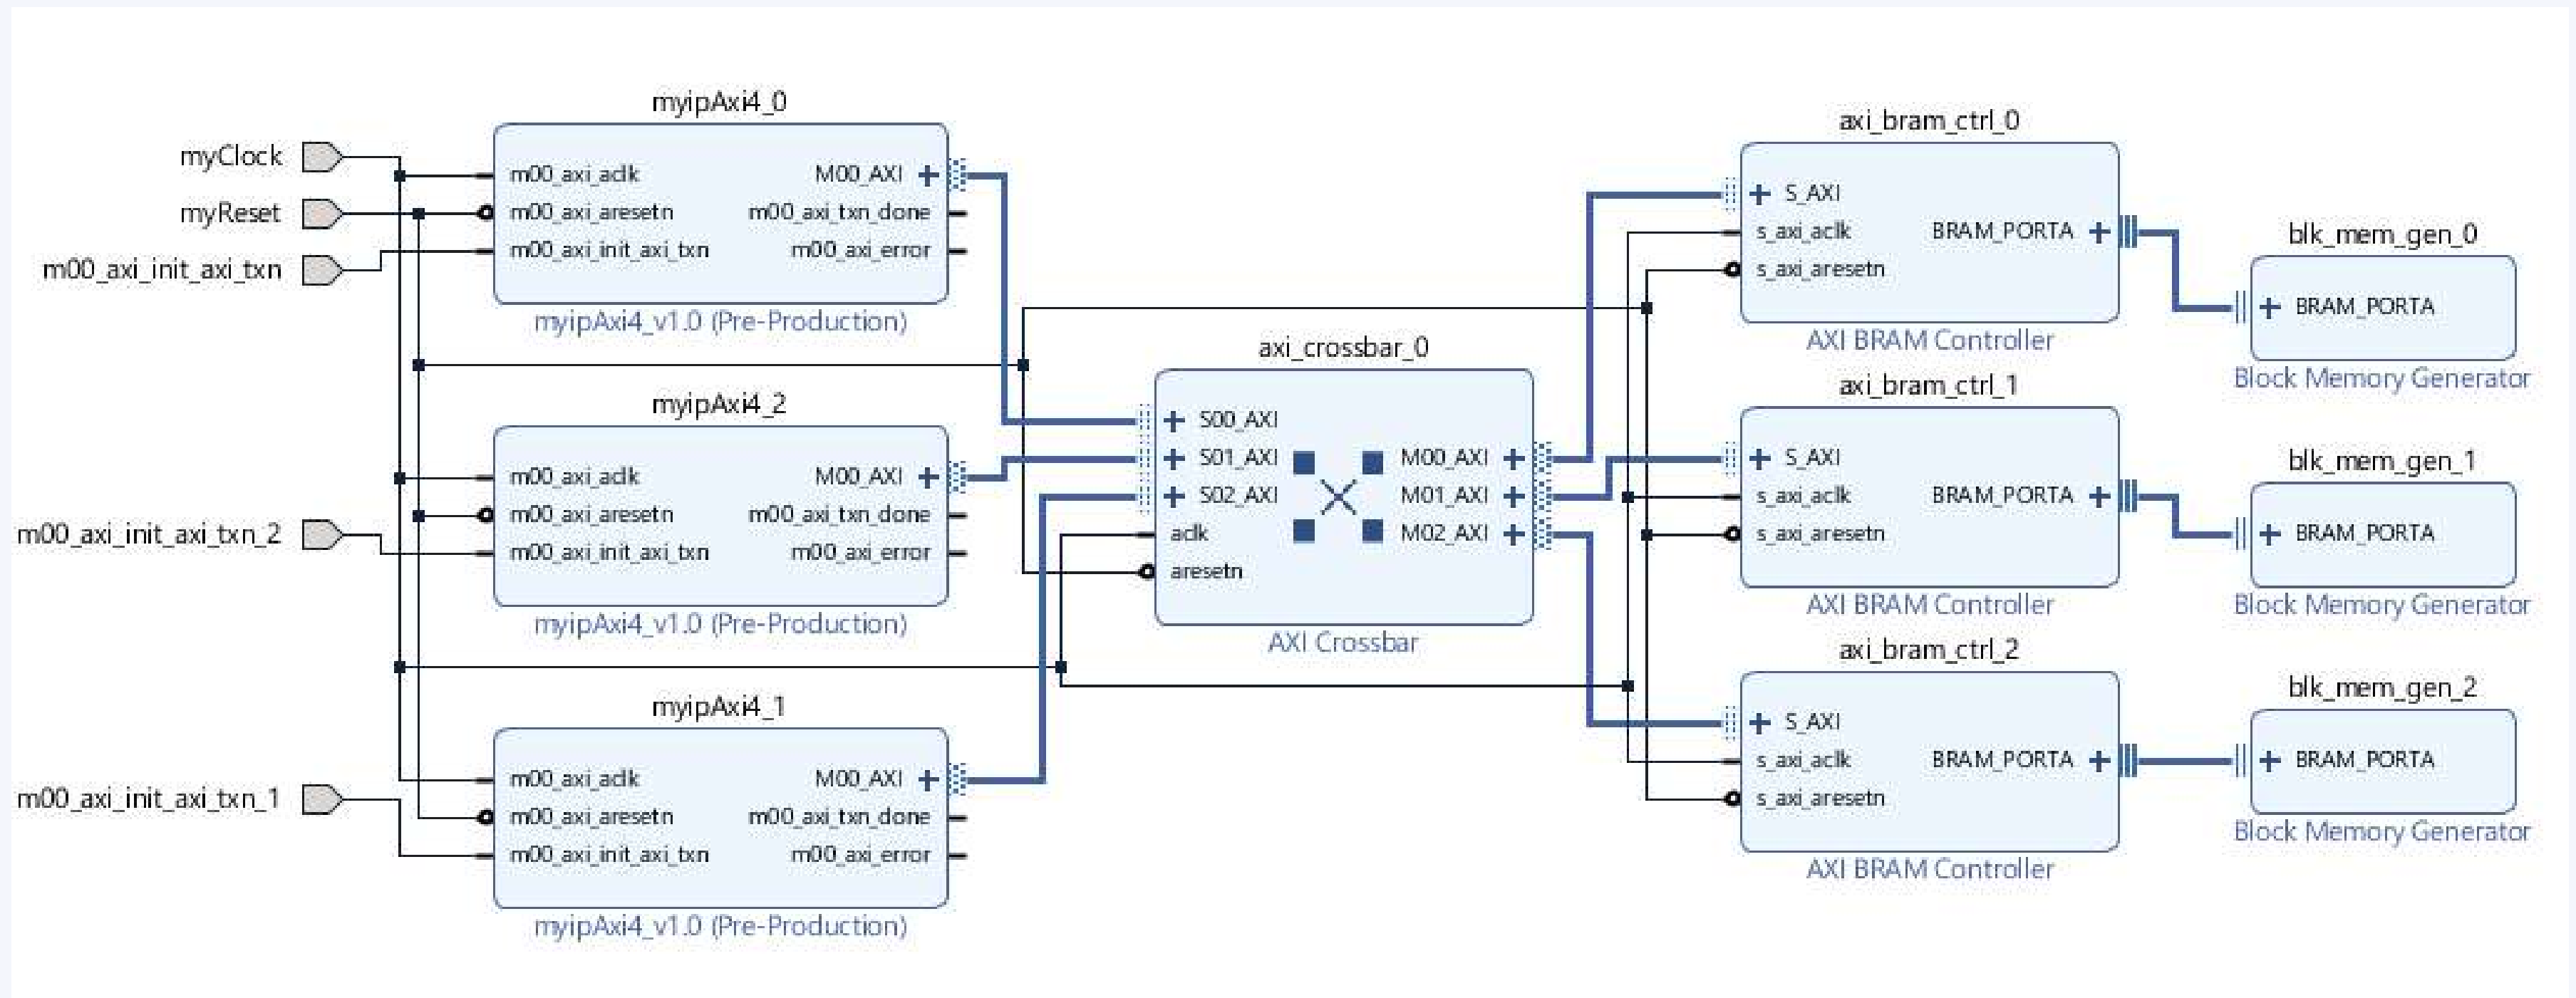 myClock
myReset
m00_axi_init_axi_txn
m00_axi_init_axi_txn_2
m00_axi_init_axi_txn_1
myipAxi4_0
m00_axi_aclk
m00_axi_aresetn
m00_axi_init_axi_txn
M00_AXI
m00_axi_txn_done
m00_axi_error
myipAxi4_v1.0 (Pre-Production)
myipAxi4_2
m00_axi_aclk
m00_axi_aresetn
m00_axi_init_axi_txn
M00_AXI
m00_axi_txn_done
m00_axi_error
myipAxi4_v1.0 (Pre-Production)
myipAxi4_1
m00_axi_aclk
m00_axi_aresetn
m00_axi_init_axi_txn
M00_AXI
m00_axi_txn_done
m00_axi_error
myipAxi4_v1.0 (Pre-Production)
axi_crossbar_0
S00_AXI
S01_AXI
S02_AXI
aclk
aresetn
M00_AXI
M01_AXI
M02_AXI
AXI Crossbar
axi_bram_ctrl_0
S_AXI
s_axi_aclk
s_axi_aresetn
BRAM_PORTA
AXI BRAM Controller
axi_bram_ctrl_1
S_AXI
s_axi_aclk
s_axi_aresetn
BRAM_PORTA
AXI BRAM Controller
axi_bram_ctrl_2
S_AXI
s_axi_aclk
s_axi_aresetn
BRAM_PORTA
AXI BRAM Controller
blk_mem_gen_0
BRAM_PORTA
Block Memory Generator
blk_mem_gen_1
BRAM_PORTA
Block Memory Generator
blk_mem_gen_2
BRAM_PORTA
Block Memory Generator